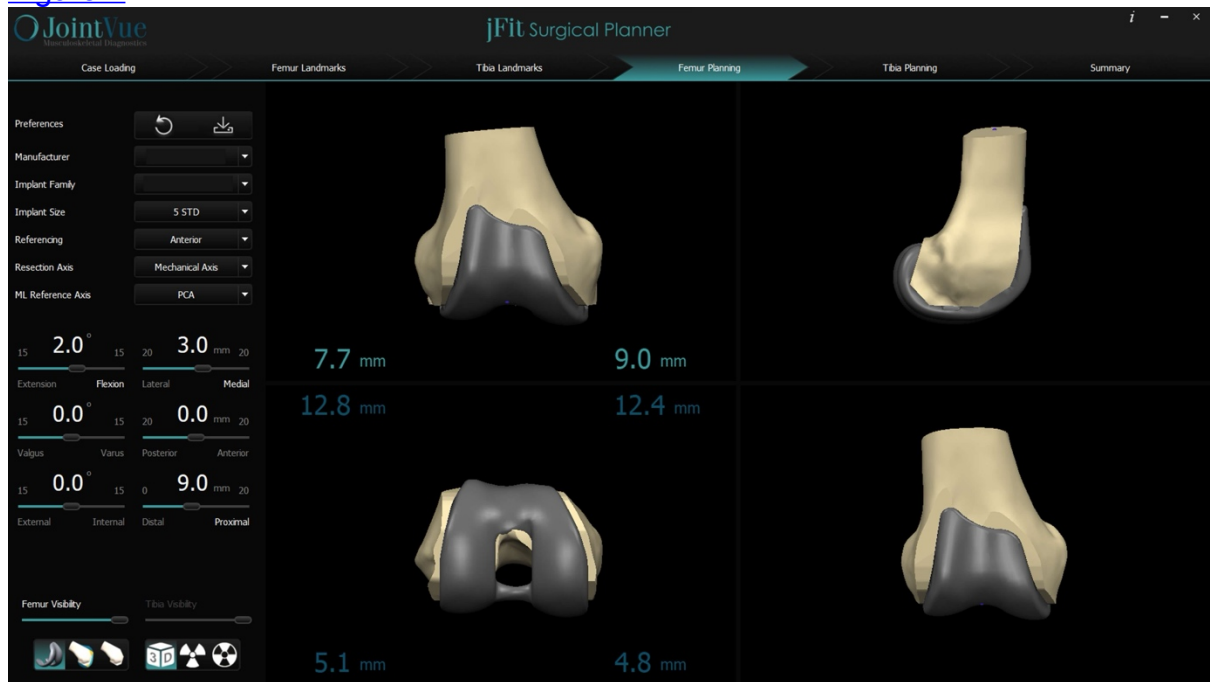 JointVue
Musculoskeletal Diagnostics
jFit Surgical Planner
i
Case Loading
Femur Landmarks
Tibia Landmarks
Femur Planning
Tibia Planning
Summary
Preferences
Manufacturer
Implant Family
Implant Size 5 STD
Referencing Anterior
Resection Axis Mechanical Axis
ML Reference Axis PCA
15 2.0° 15 20 3.0 mm 20
Extension Flexion Lateral Medial
15 0.0° 15 20 0.0 mm 20
Valgus Varus Posterior Anterior
15 0.0° 15 0 9.0 mm 20
External Internal Distal Proximal
Femur Visibility Tibia Visibility
3D
7.7 mm 9.0 mm
12.8 mm 12.4 mm
5.1 mm 4.8 mm